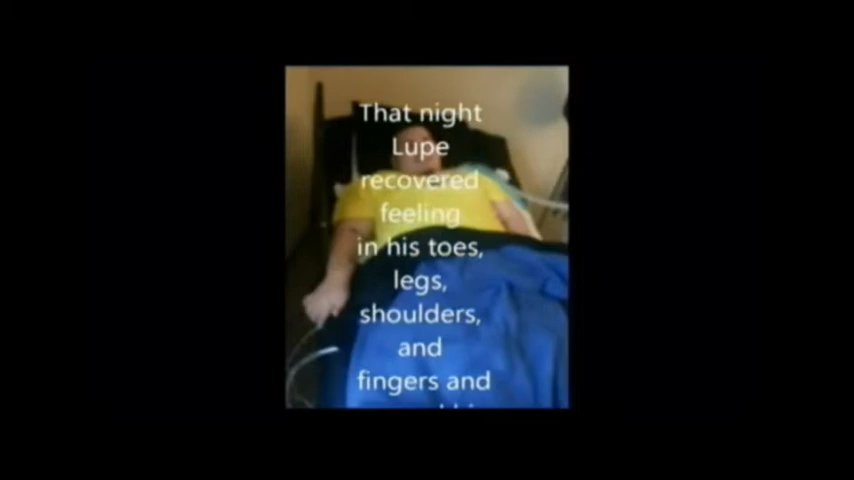 That night
Lupe
recovered
feeling
in his toes,
legs,
shoulders,
and
fingers and